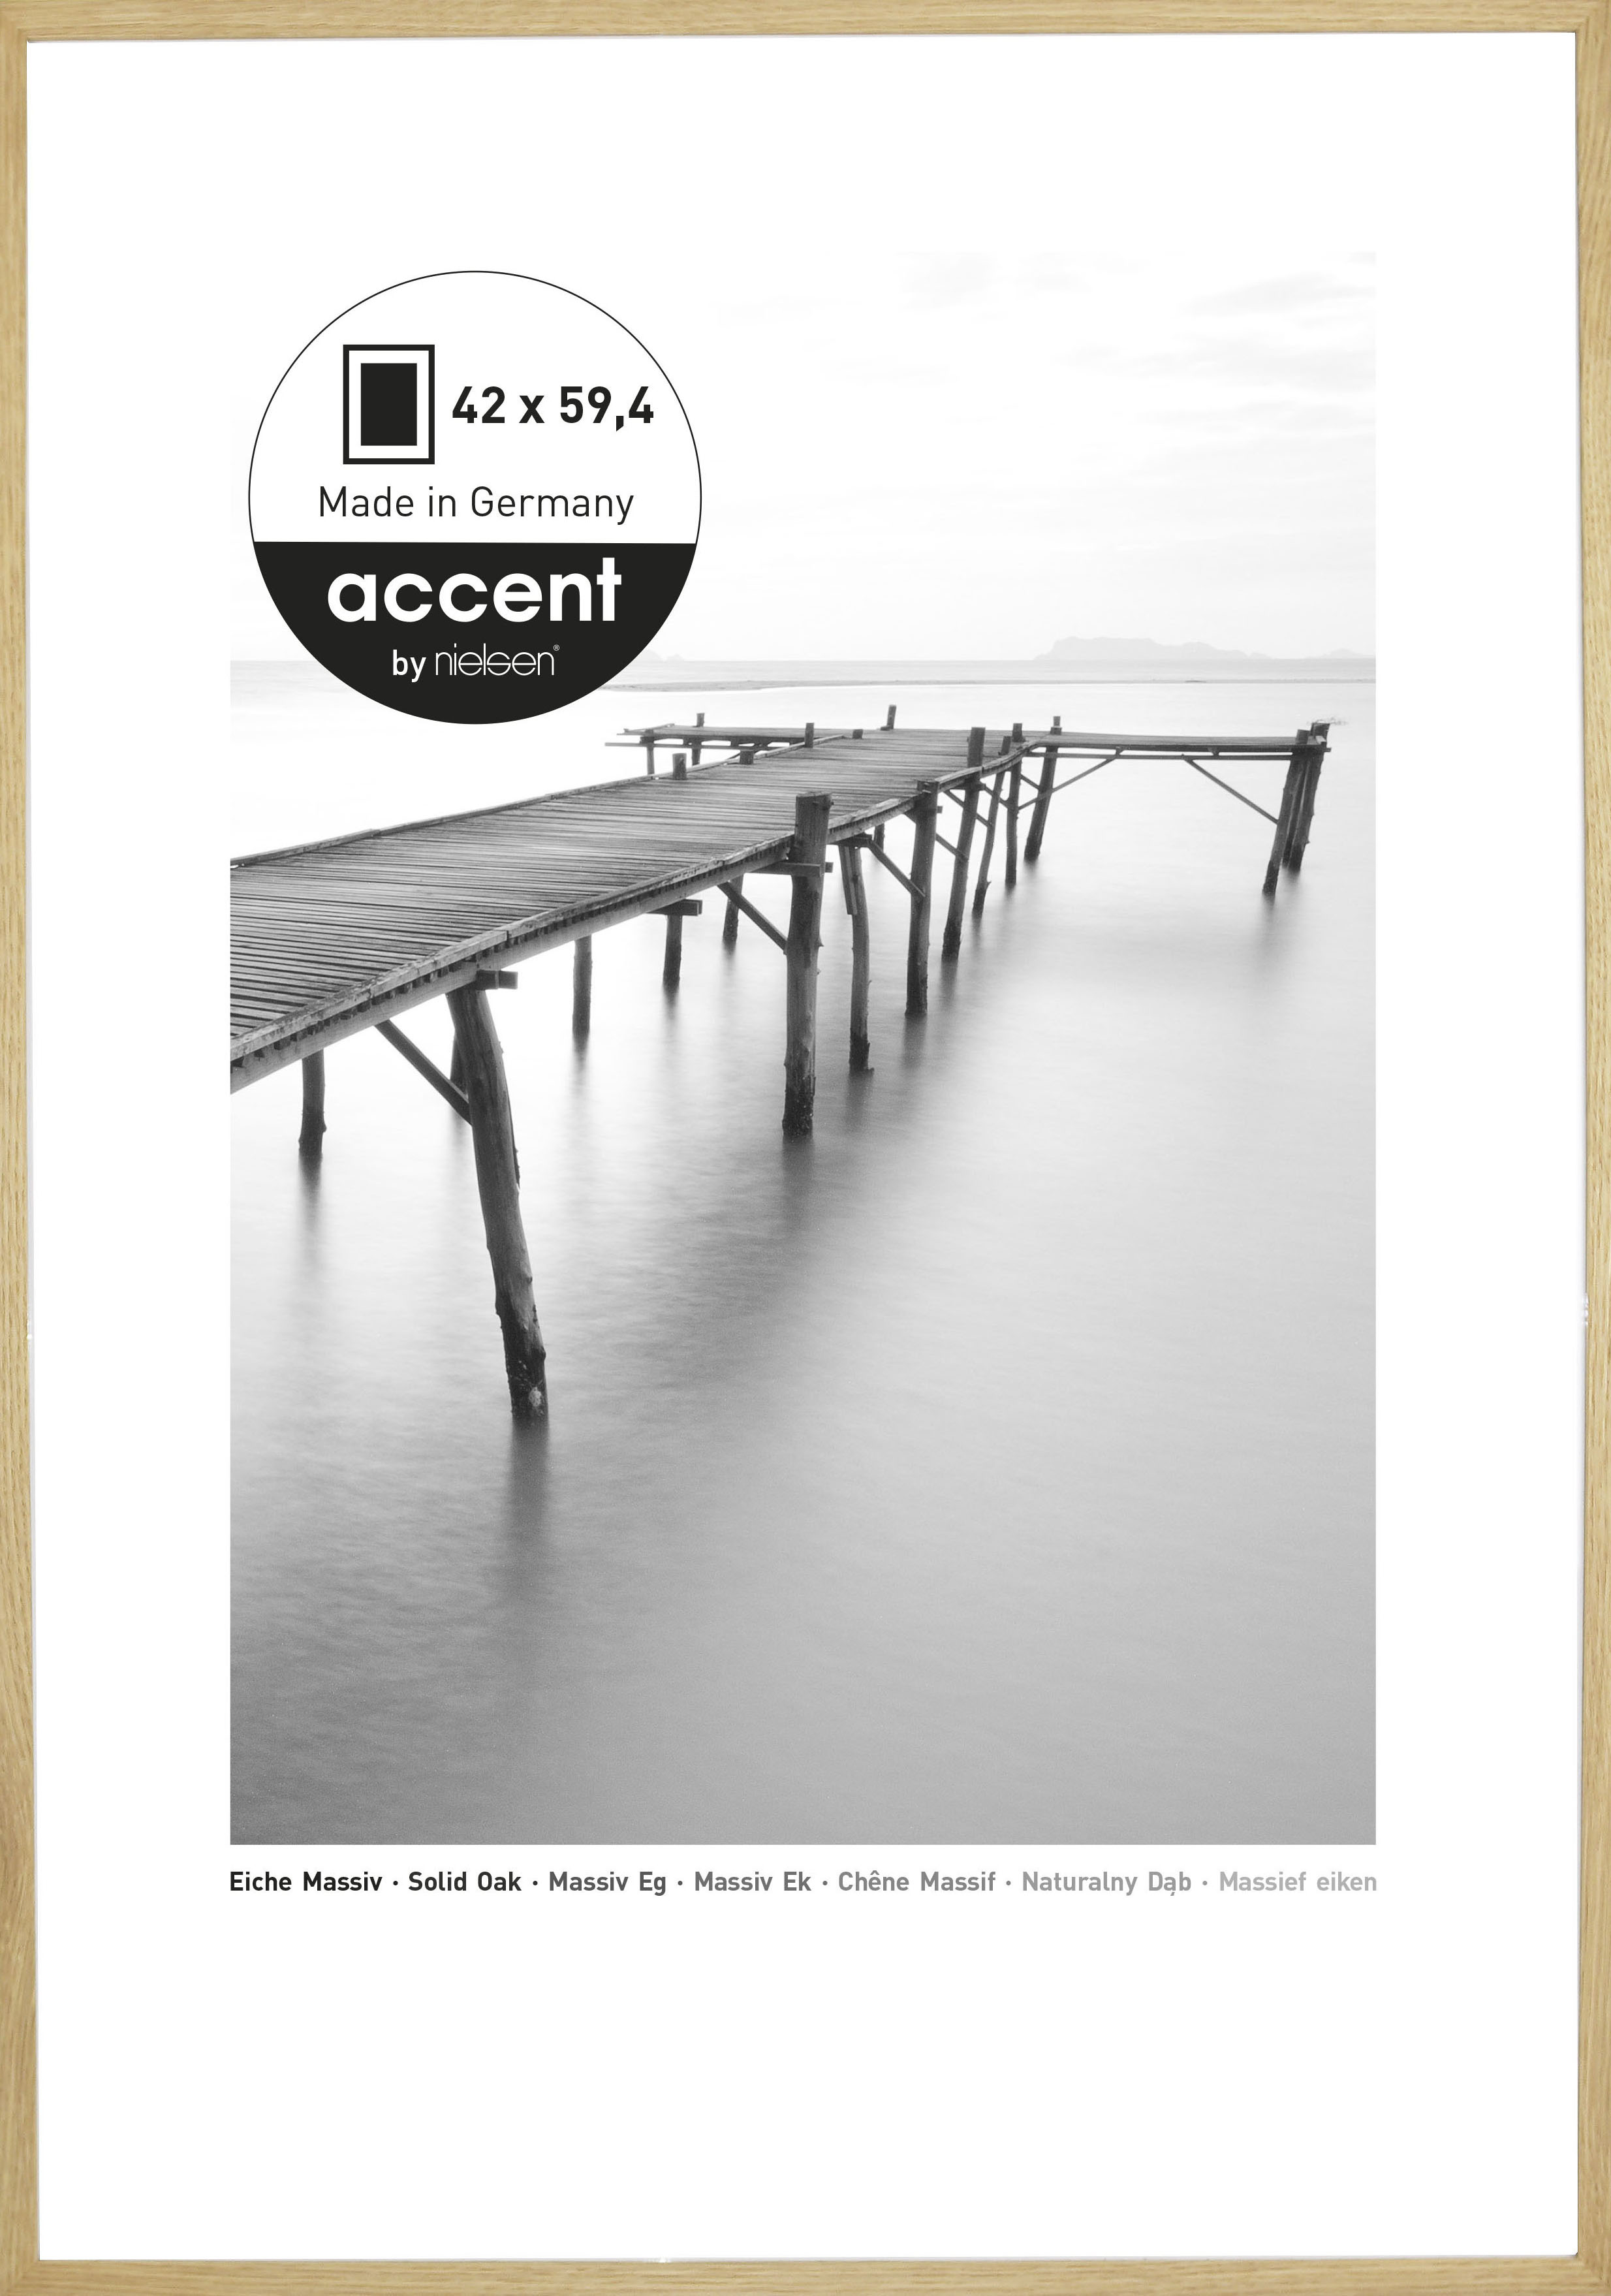 42 x 59,4
Made in Germany
accent
by nielsen®
Eiche Massiv · Solid Oak · Massiv Eg · Massiv Ek · Chêne Massif · Naturalny Dąb · Massief eiken